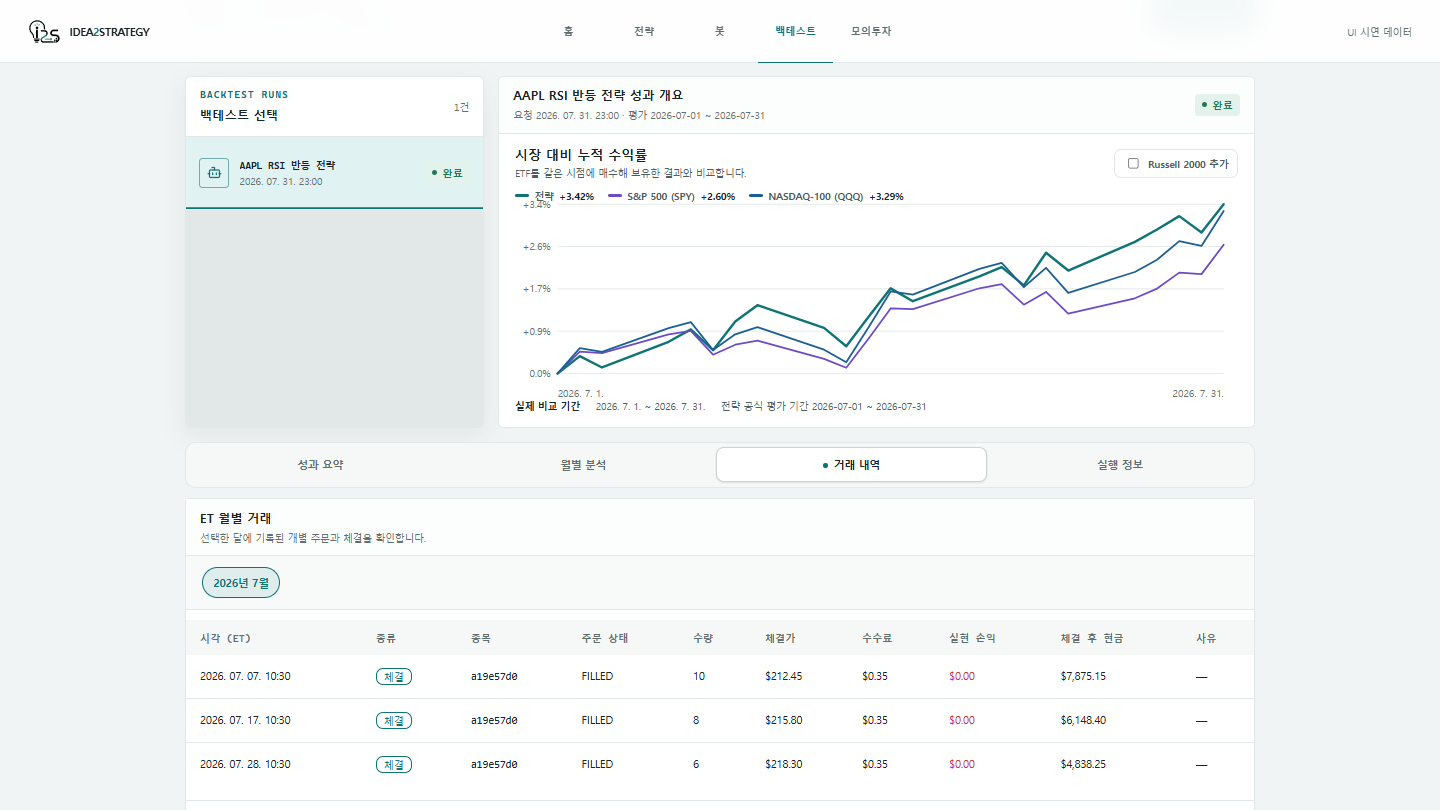 i2s IDEA2STRATEGY 홈 전략 봇 백테스트 모의투자 UI 시연 데이터
BACKTEST RUNS
백테스트 선택
1건
AAPL RSI 반등 전략
2026. 07. 31. 23:00
완료
AAPL RSI 반등 전략 성과 개요
요청 2026. 07. 31. 23:00 · 평가 2026-07-01 ~ 2026-07-31
완료
시장 대비 누적 수익률
ETF를 같은 시점에 매수해 보유한 결과와 비교합니다.
Russell 2000 추가
전략 +3.42% S&P 500 (SPY) +2.60% NASDAQ-100 (QQQ) +3.29%
+3.4%
+2.6%
+1.7%
+0.9%
0.0%
2026. 7. 1. 2026. 7. 31.
실제 비교 기간 2026. 7. 1. ~ 2026. 7. 31. 전략 공식 평가 기간 2026-07-01 ~ 2026-07-31
성과 요약 월별 분석 거래 내역 실행 정보
ET 월별 거래
선택한 달에 기록된 개별 주문과 체결을 확인합니다.
2026년 7월
시각 (ET) 종류 종목 주문 상태 수량 체결가 수수료 실현 손익 체결 후 현금 사유
2026. 07. 07. 10:30 체결 a19e57d0 FILLED 10 $212.45 $0.35 $0.00 $7,875.15 —
2026. 07. 17. 10:30 체결 a19e57d0 FILLED 8 $215.80 $0.35 $0.00 $6,148.40 —
2026. 07. 28. 10:30 체결 a19e57d0 FILLED 6 $218.30 $0.35 $0.00 $4,838.25 —